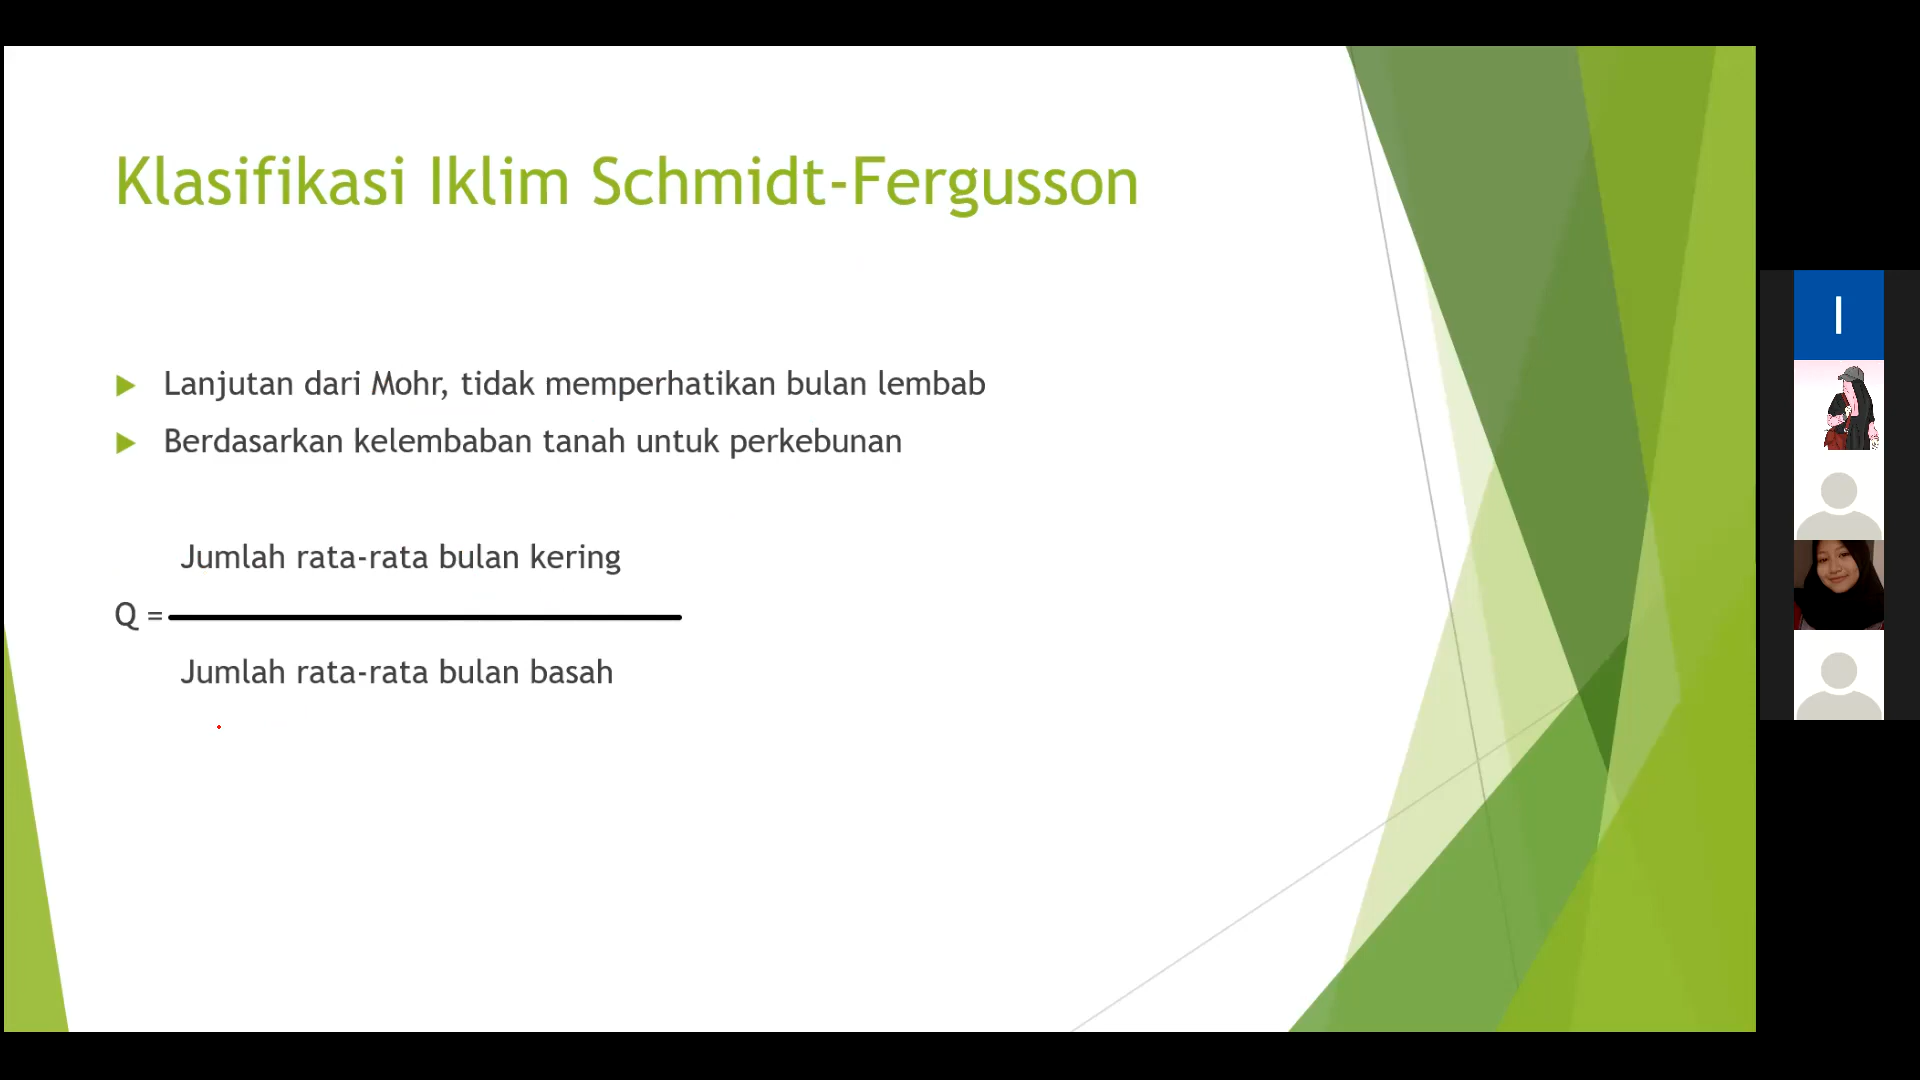 Klasifikasi Iklim Schmidt-Fergusson
Lanjutan dari Mohr, tidak memperhatikan bulan lembab
Berdasarkan kelembaban tanah untuk perkebunan
Jumlah rata-rata bulan kering
Q =
Jumlah rata-rata bulan basah
I